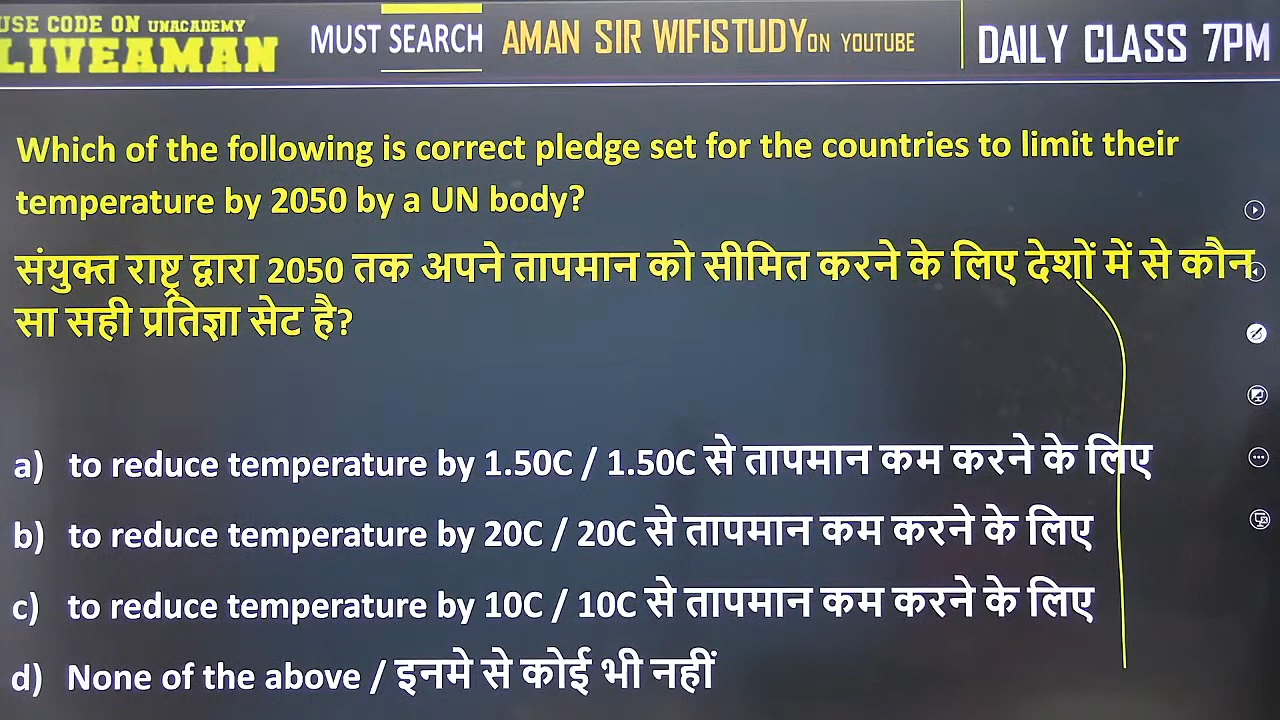 USE CODE ON UNACADEMY
LIVEAMAN
MUST SEARCH AMAN SIR WIFISTUDY ON YOUTUBE
DAILY CLASS 7PM
Which of the following is correct pledge set for the countries to limit their
temperature by 2050 by a UN body?
संयुक्त राष्ट्र द्वारा 2050 तक अपने तापमान को सीमित करने के लिए देशों में से कौन
सा सही प्रतिज्ञा सेट है?
a) to reduce temperature by 1.50C / 1.50C से तापमान कम करने के लिए
b) to reduce temperature by 20C / 20C से तापमान कम करने के लिए
c) to reduce temperature by 10C / 10C से तापमान कम करने के लिए
d) None of the above / इनमे से कोई भी नहीं